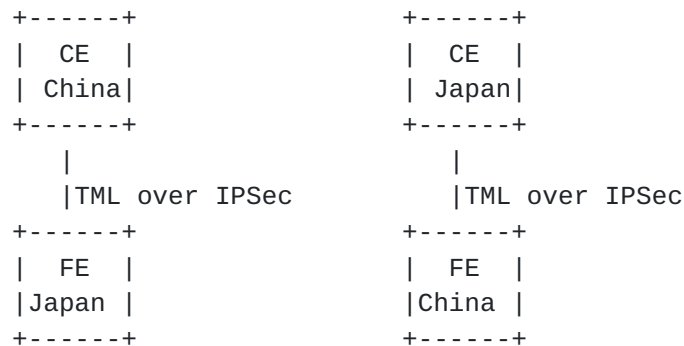 +------+                 +------+
|  CE  |                 |  CE  |
| China|                 | Japan|
+------+                 +------+
   |                        |
   |TML over IPSec          |TML over IPSec
+------+                 +------+
|  FE  |                 |  FE  |
|Japan |                 |China |
+------+                 +------+